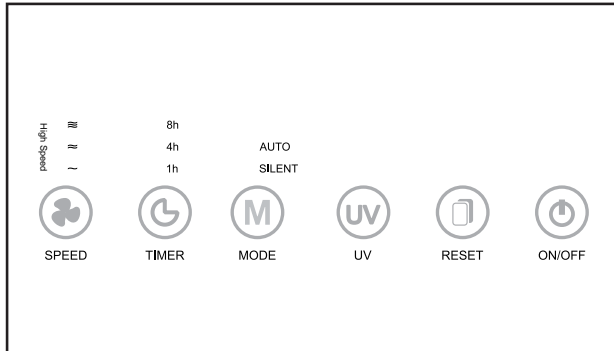 High Speed
8h
4h AUTO
1h SILENT
M UV
SPEED TIMER MODE UV RESET ON/OFF